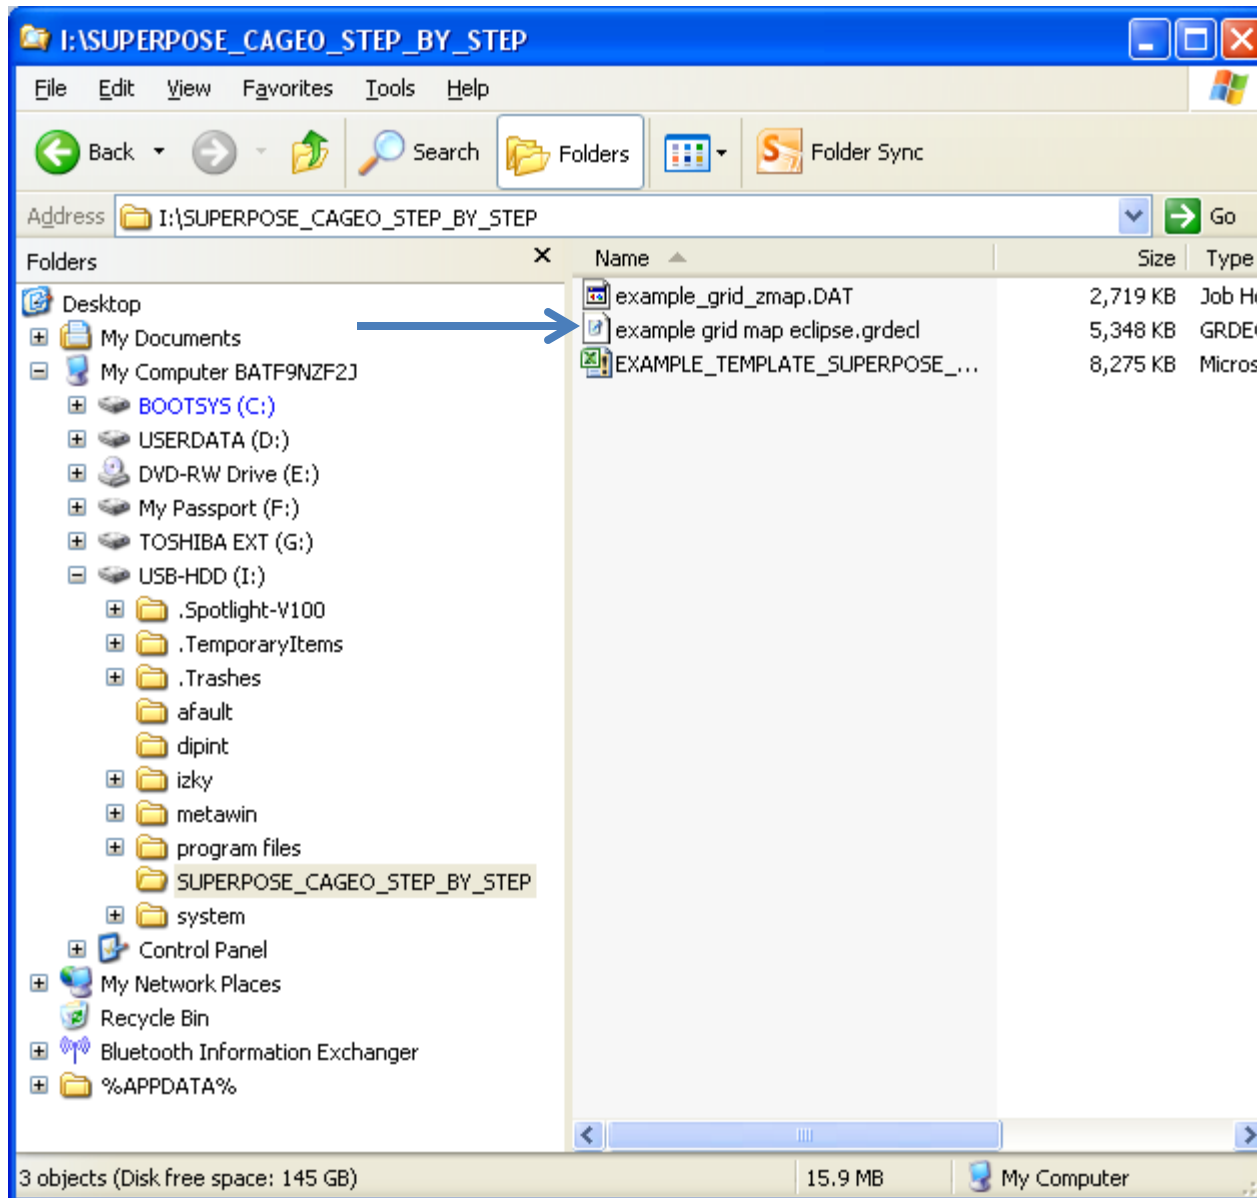 I:\SUPERPOSE_CAGEO_STEP_BY_STEP
File Edit View Favorites Tools Help
Back Search Folders Folder Sync
Address I:\SUPERPOSE_CAGEO_STEP_BY_STEP Go
Folders
Name Size Type
Desktop
My Documents
My Computer BATF9NZF2J
BOOTSYS (C:)
USERDATA (D:)
DVD-RW Drive (E:)
My Passport (F:)
TOSHIBA EXT (G:)
USB-HDD (I:)
.Spotlight-V100
.TemporaryItems
.Trashes
afault
dipint
izky
metawin
program files
SUPERPOSE_CAGEO_STEP_BY_STEP
system
Control Panel
My Network Places
Recycle Bin
Bluetooth Information Exchanger
%APPDATA%
example_grid_zmap.DAT 2,719 KB Job
example grid map eclipse.grdecl 5,348 KB
EXAMPLE_TEMPLATE_SUPERPOSE_... 8,275 KB
3 objects (Disk free space: 145 GB) 15.9 MB My Computer